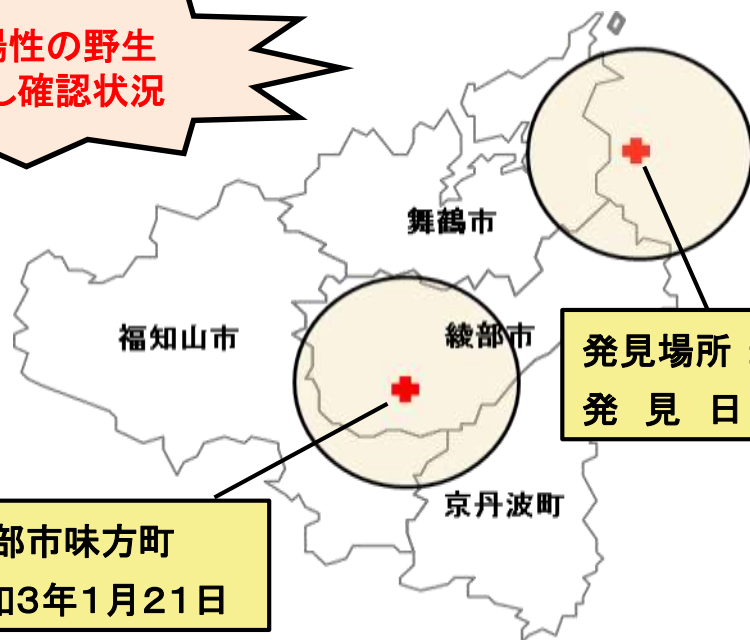 陽性の野生
し確認状況
舞鶴市
福知山市
綾部市
発見場所
発見日
京丹波町
部市味方町
和3年1月21日